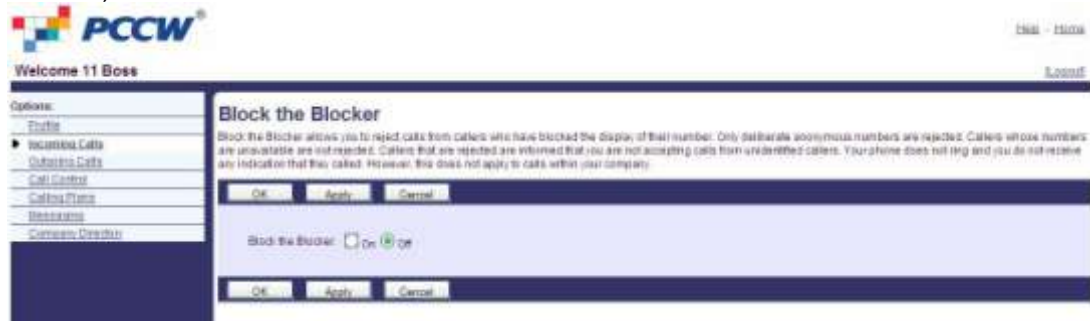 PCCW®
Help - Home
Welcome 11 Boss
[Logout]
Options:
Profile
Incoming Calls
Outgoing Calls
Call Control
Calling Plans
Messaging
Company Directory
Block the Blocker
Block the Blocker allows you to reject calls from callers who have blocked the display of their number. Only deliberate anonymous numbers are rejected. Callers whose numbers
are unavailable are not rejected. Callers that are rejected are informed that you are not accepting calls from unidentified callers. Your phone does not ring and you do not receive
any indication that they called. However, this does not apply to calls within your company.
OK Apply Cancel
Block the Blocker: On Off
OK Apply Cancel